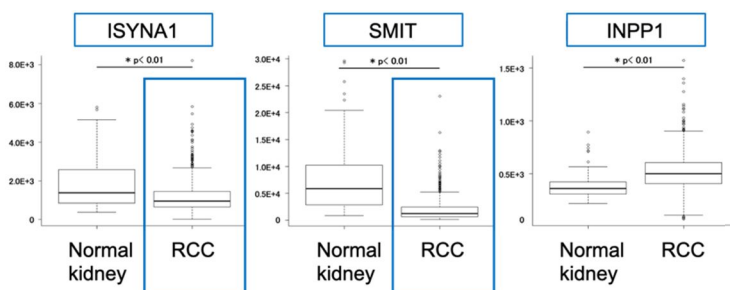 ISYNA1
* p< 0.01
8.0E+3
6.0E+3
4.0E+3
2.0E+3
0
Normal
kidney
RCC
SMIT
* p< 0.01
3.0E+4
2.5E+4
2.0E+4
1.5E+4
1.0E+4
0.5E+4
0
Normal
kidney
RCC
INPP1
* p< 0.01
1.5E+3
1.0E+3
0.5E+3
0
Normal
kidney
RCC